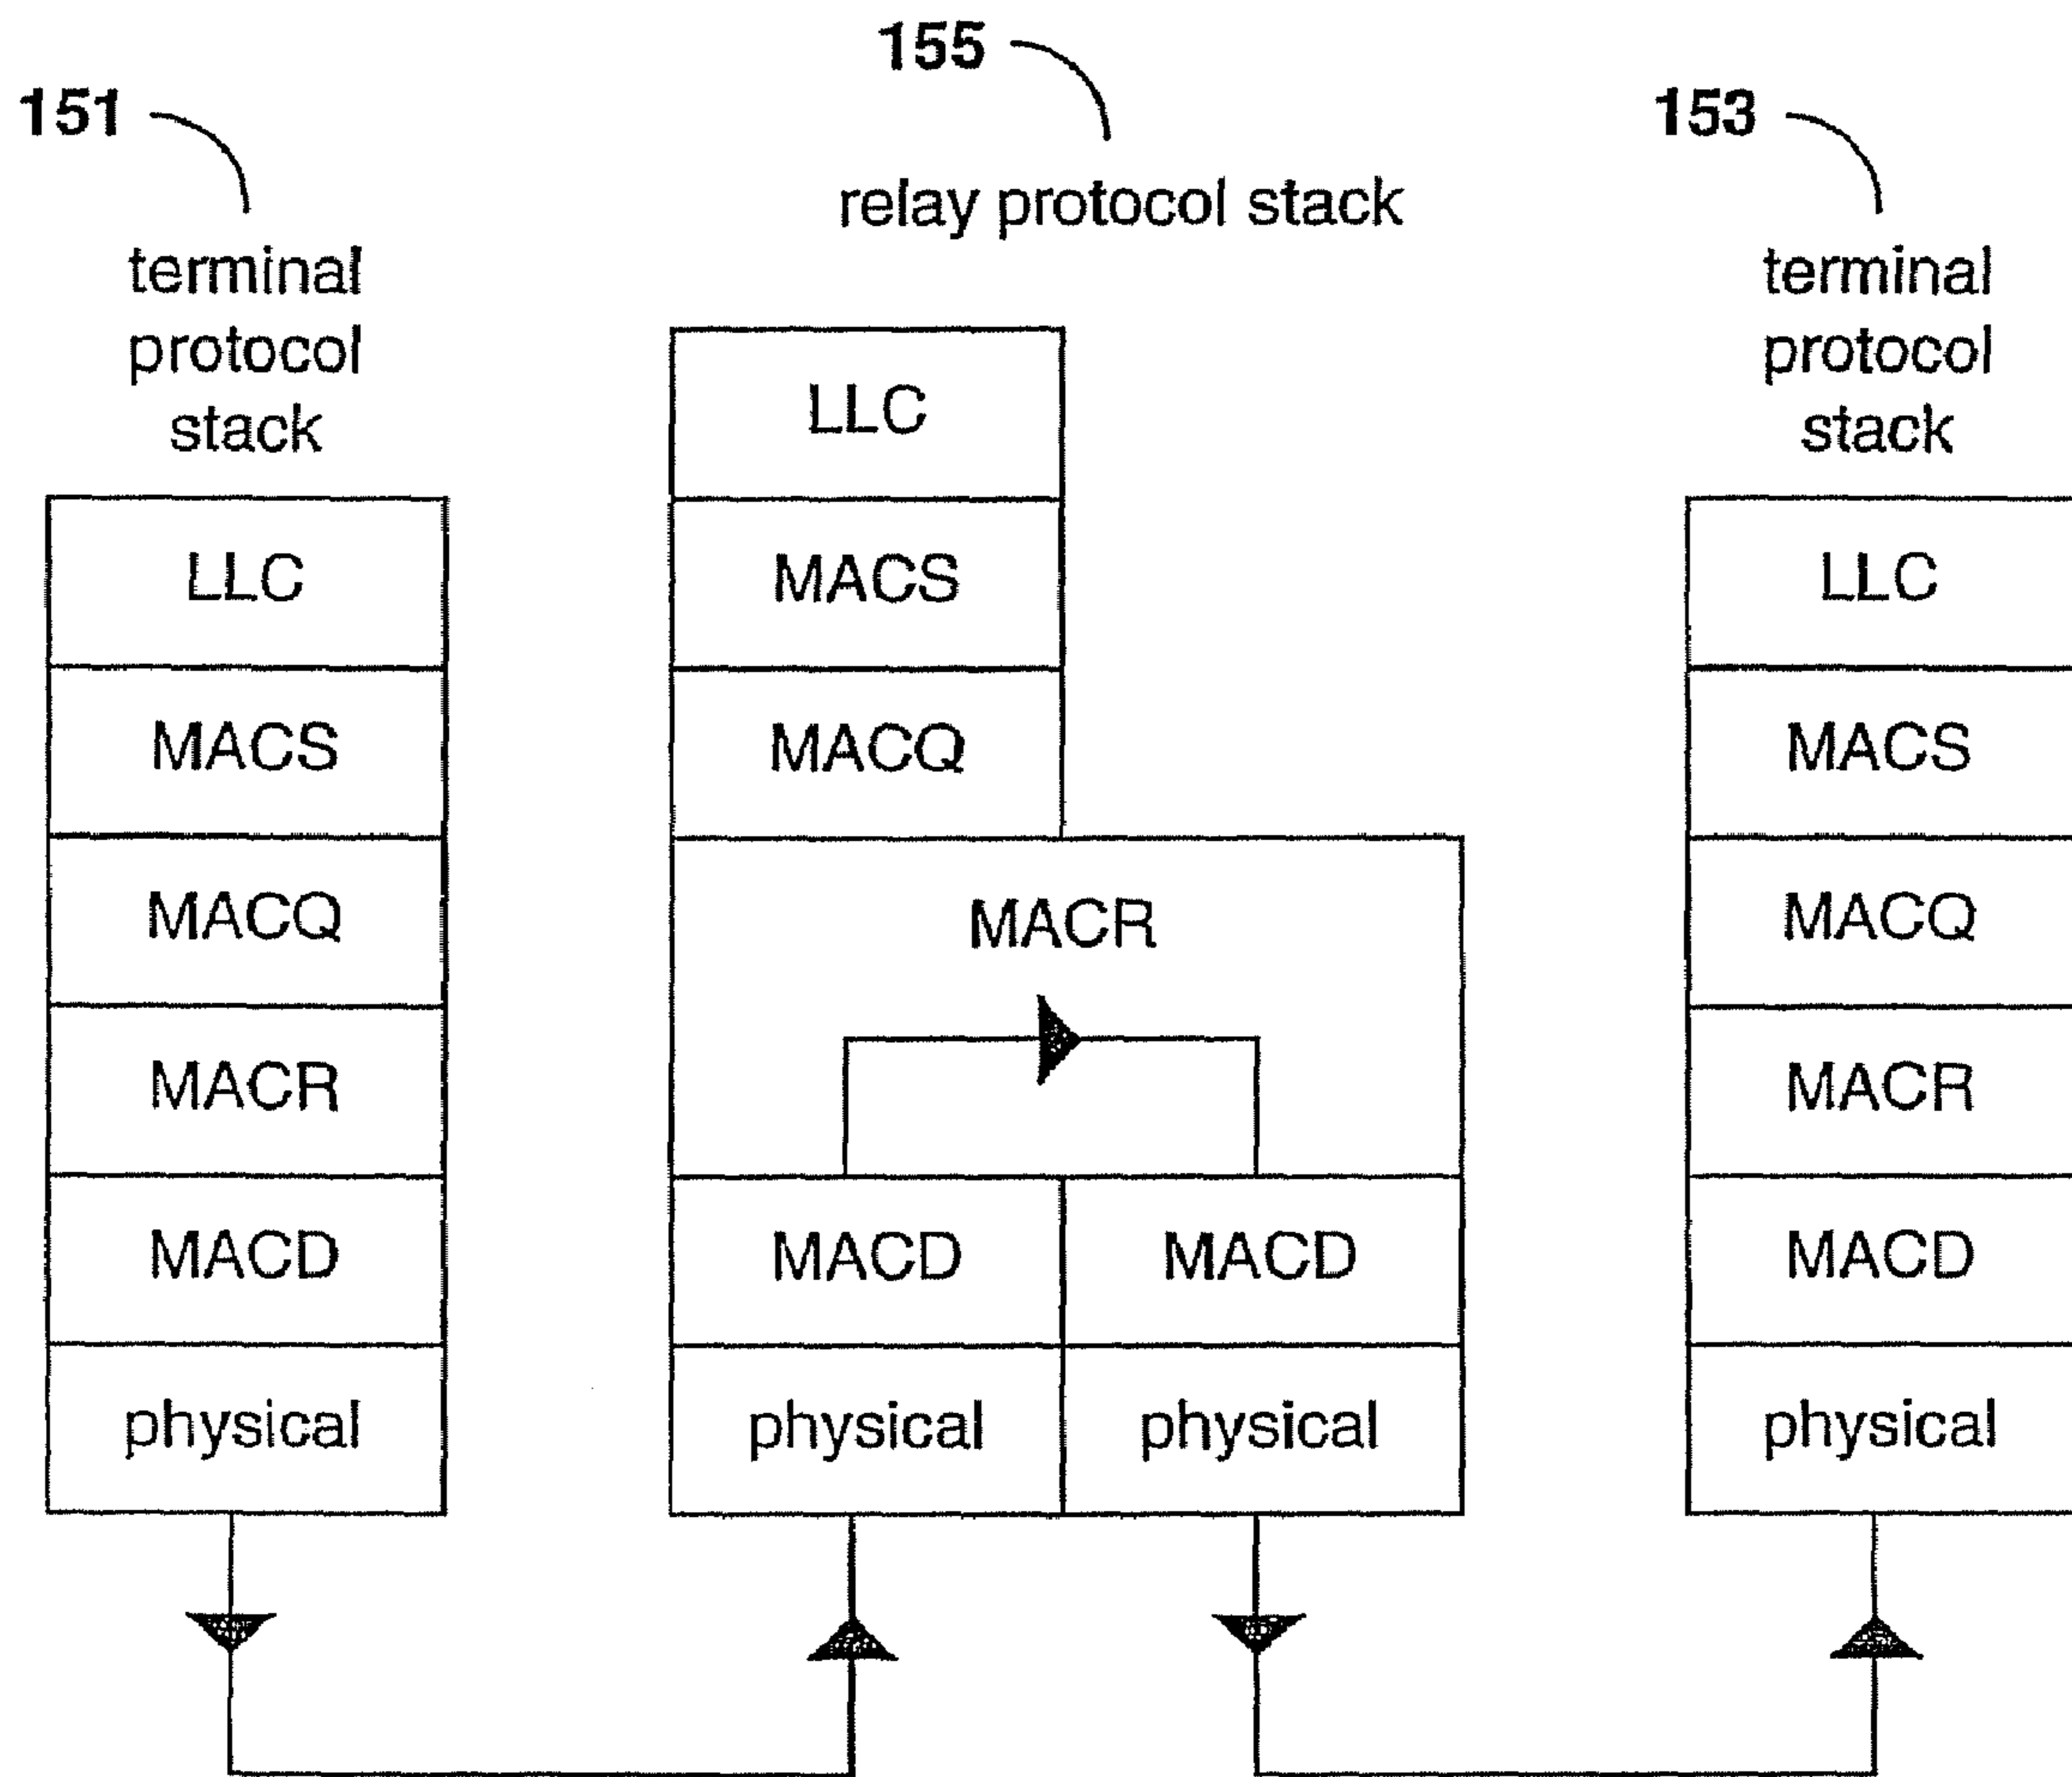 151
terminal
protocol
stack
LLC
MACS
MACQ
MACR
MACD
physical
155
relay protocol stack
LLC
MACS
MACQ
MACR
MACD MACD
physical physical
153
terminal
protocol
stack
LLC
MACS
MACQ
MACR
MACD
physical